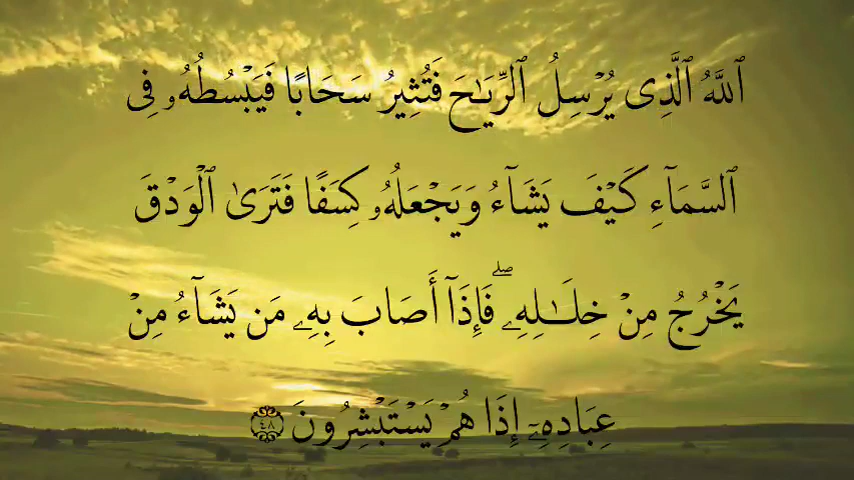 ٱللَّهُ ٱلَّذِى يُرْسِلُ ٱلرِّيَـٰحَ فَتُثِيرُ سَحَابًا فَيَبْسُطُهُۥ فِى
ٱلسَّمَآءِ كَيْفَ يَشَآءُ وَيَجْعَلُهُۥ كِسَفًا فَتَرَىٰ ٱلْوَدْقَ
يَخْرُجُ مِنْ خِلَـٰلِهِۦ ۖ فَإِذَآ أَصَابَ بِهِۦ مَن يَشَآءُ مِنْ
عِبَادِهِۦٓ إِذَا هُمْ يَسْتَبْشِرُونَ ۝٤٨